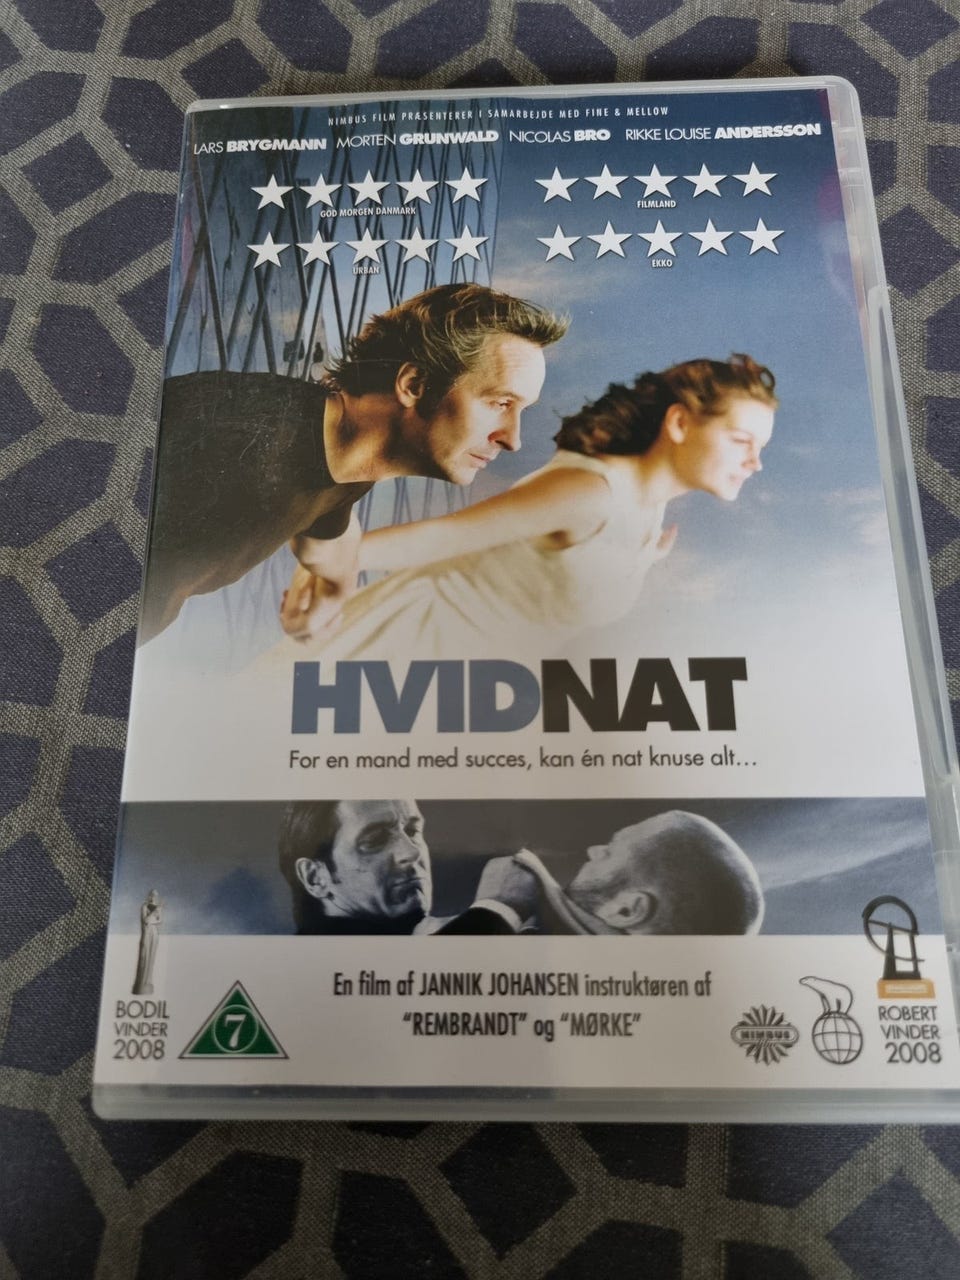 NIMBUS FILM PRÆSENTERER I SAMARBEJDE MED FINE & MELLOW
LARS BRYGMANN MORTEN GRUNWALD NICOLAS BRO RIKKE LOUISE ANDERSSON
GOD MORGEN DANMARK
FILMLAND
URBAN
EKKO
HVIDNAT
For en mand med succes, kan én nat knuse alt...
En film af JANNIK JOHANSEN instruktøren af
"REMBRANDT" og "MØRKE"
BODIL
VINDER
2008
7
NIMBUS
ROBERT
VINDER
2008